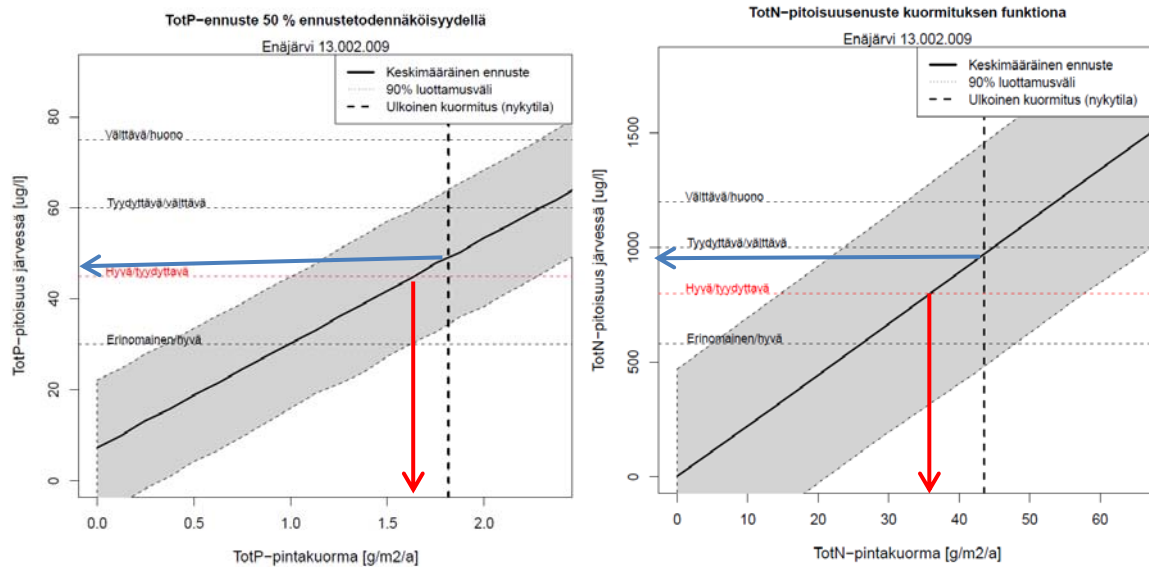 TotP−ennuste 50 % ennustetodennäköisyydellä
Enäjärvi 13.002.009
Keskimääräinen ennuste
90% luottamusväli
Ulkoinen kuormitus (nykytila)
Välttävä/huono
Tyydyttävä/välttävä
Hyvä/tyydyttävä
Erinomainen/hyvä
TotP−pitoisuus järvessä [ug/l]
80
60
40
20
0
0.0 0.5 1.0 1.5 2.0
TotP−pintakuorma [g/m2/a]
TotN−pitoisuusenuste kuormituksen funktiona
Enäjärvi 13.002.009
Keskimääräinen ennuste
90% luottamusväli
Ulkoinen kuormitus (nykytila)
Välttävä/huono
Tyydyttävä/välttävä
Hyvä/tyydyttävä
Erinomainen/hyvä
TotN−pitoisuus järvessä [ug/l]
1500
1000
500
0
0 10 20 30 40 50 60
TotN−pintakuorma [g/m2/a]